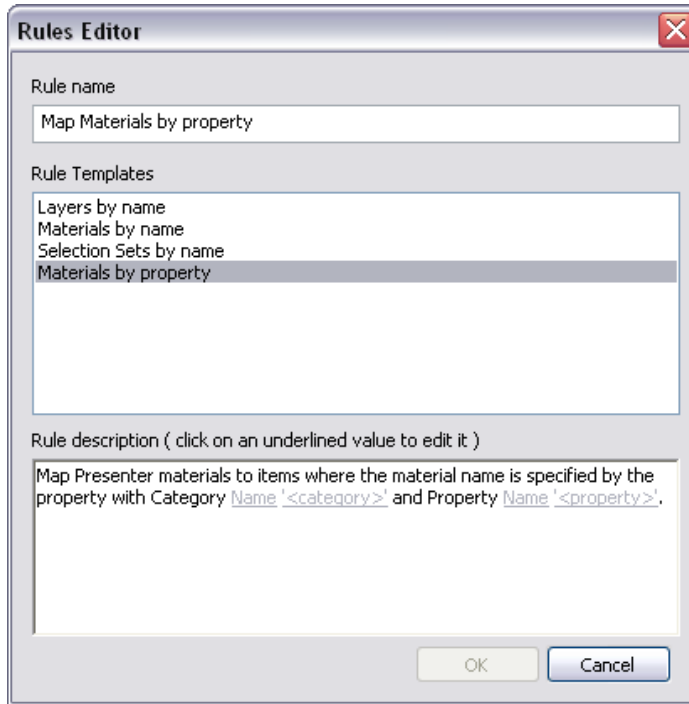 Rules Editor
Rule name
Map Materials by property
Rule Templates
Layers by name
Materials by name
Selection Sets by name
Materials by property
Rule description ( click on an underlined value to edit it )
Map Presenter materials to items where the material name is specified by the
property with Category Name '<category>' and Property Name '<property>'.
OK Cancel